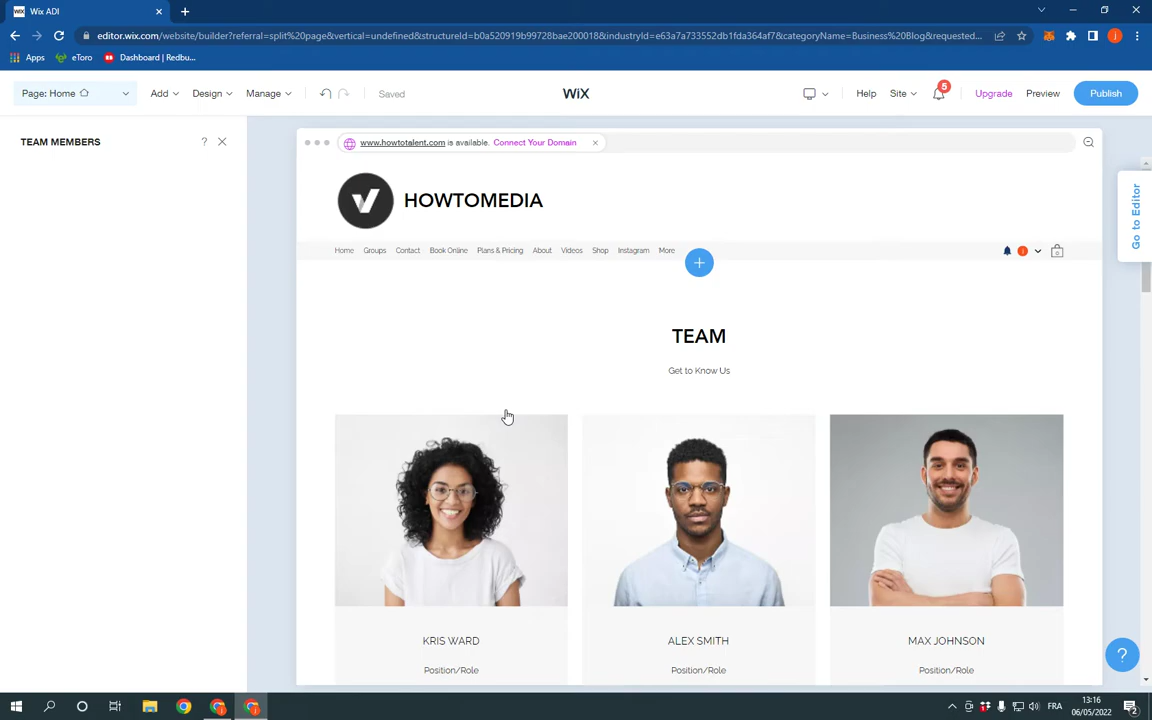 Wix ADI
editor.wix.com/website/builder?referral=split%20page&vertical=undefined&structureId=b0a520919b99728bae200018&industryId=e63a7a733552db1fda364af7&categoryName=Business%20Blog&requested...
Apps eToro Dashboard | Redbu...
Page: Home Add Design Manage Saved WiX Help Site 5 Upgrade Preview Publish
TEAM MEMBERS ?
www.howtotalent.com is available. Connect Your Domain
Go to Editor
HOWTOMEDIA
Home Groups Contact Book Online Plans & Pricing About Videos Shop Instagram More
TEAM
Get to Know Us
KRIS WARD ALEX SMITH MAX JOHNSON
Position/Role Position/Role Position/Role
?
FRA 13:16
06/05/2022 2